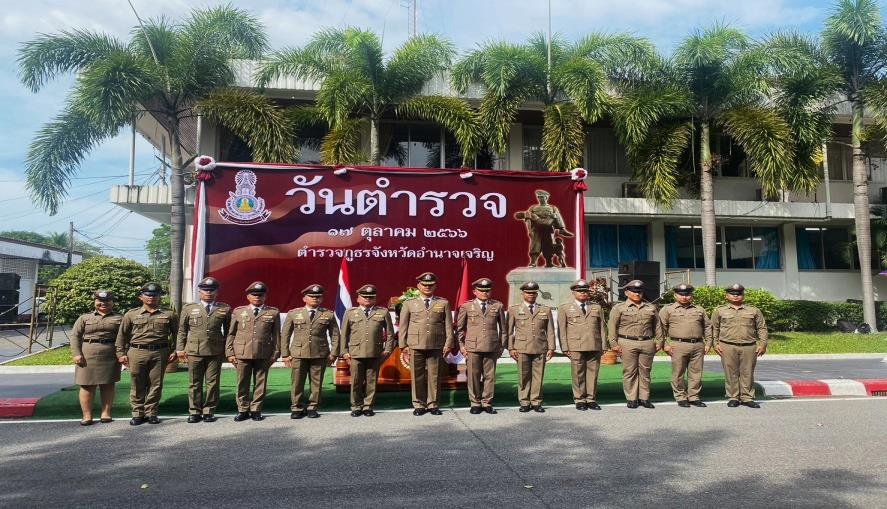 วันตำรวจ
๑๗ ตุลาคม ๒๕๖๖
ตำรวจภูธรจังหวัดอำนาจเจริญ